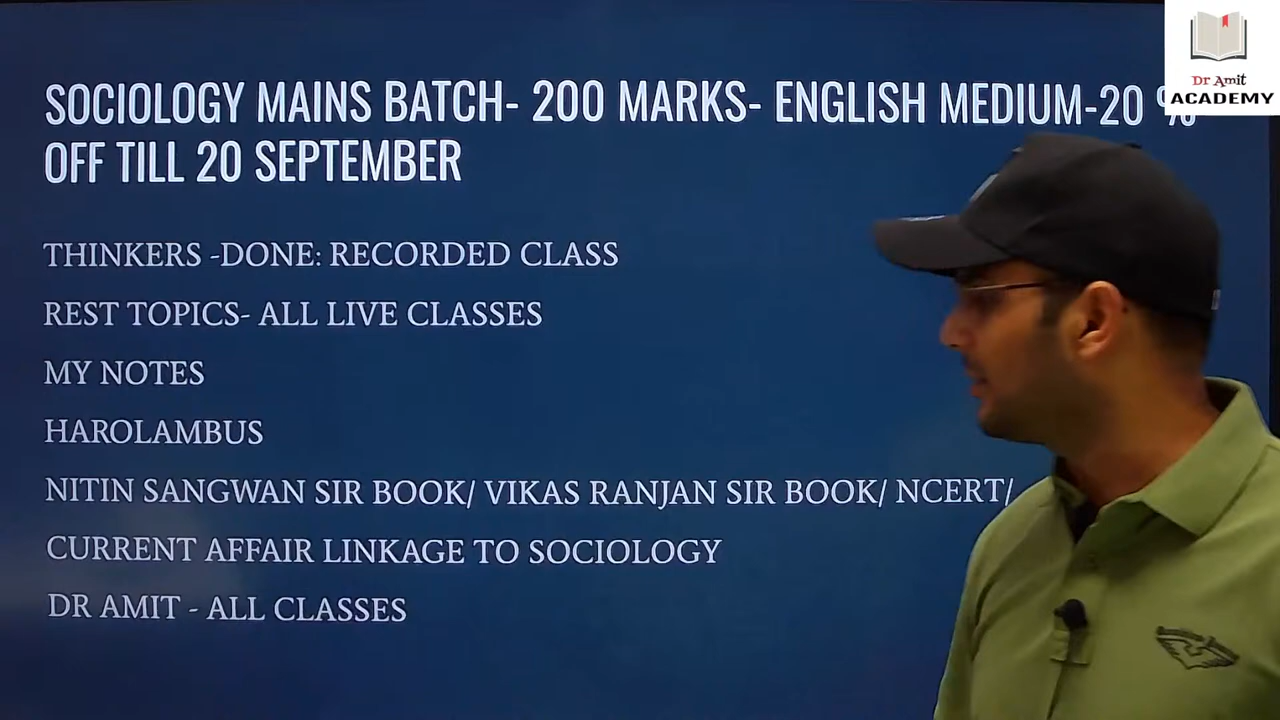 SOCIOLOGY MAINS BATCH- 200 MARKS- ENGLISH MEDIUM-20 %
OFF TILL 20 SEPTEMBER
THINKERS -DONE: RECORDED CLASS
REST TOPICS- ALL LIVE CLASSES
MY NOTES
HAROLAMBUS
NITIN SANGWAN SIR BOOK/ VIKAS RANJAN SIR BOOK/ NCERT/
CURRENT AFFAIR LINKAGE TO SOCIOLOGY
DR AMIT - ALL CLASSES
Dr Amit
ACADEMY